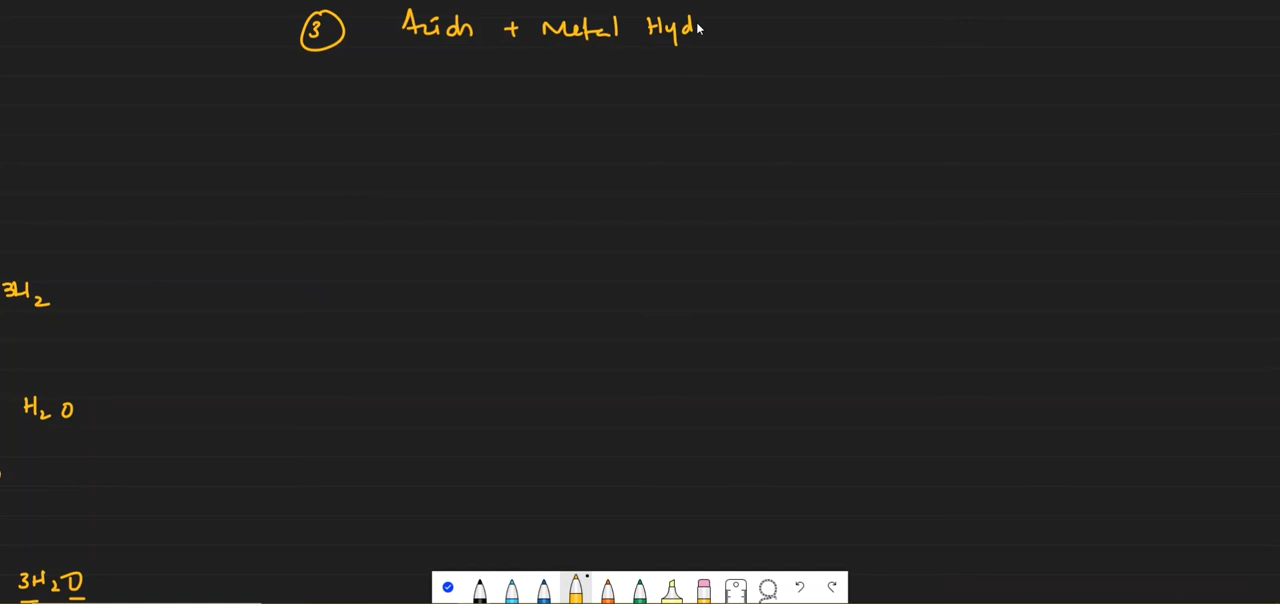 ③ Acids + Metal Hyd
3H₂
H₂O
3H₂O